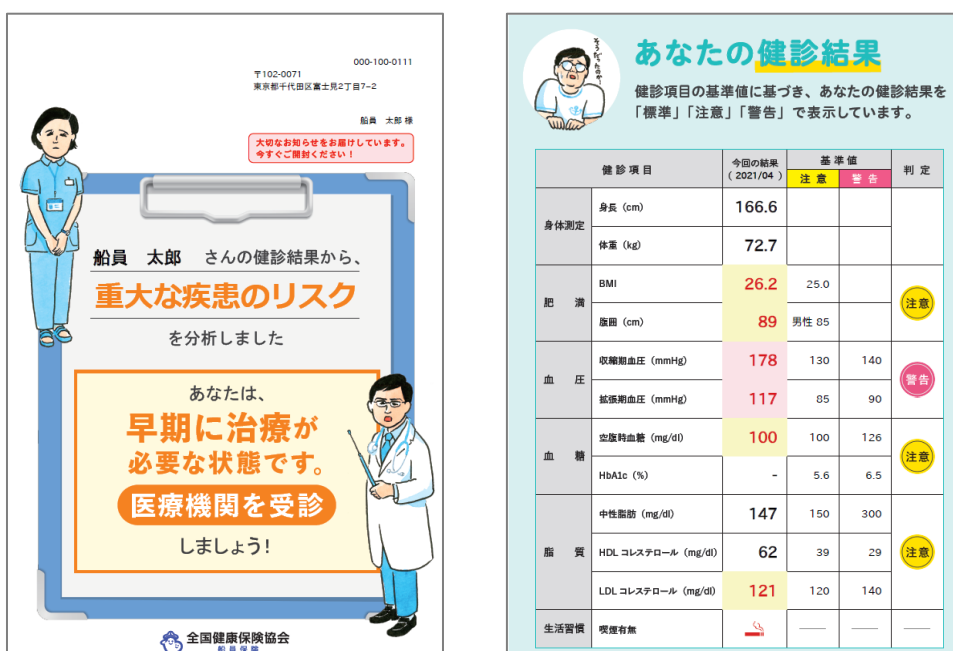 000-100-0111
〒102-0071
東京都千代田区富士見2丁目7-2
船員 太郎 様
大切なお知らせをお届けしています。
今すぐご開封ください！
船員 太郎 さんの健診結果から、
重大な疾患のリスク
を分析しました
あなたは、
早期に治療が
必要な状態です。
医療機関を受診
しましょう!
全国健康保険協会
船員保険
そうだったのか…
あなたの健診結果
健診項目の基準値に基づき、あなたの健診結果を
「標準」「注意」「警告」で表示しています。
健診項目 今回の結果 (2021/04) 基準値 判定
注意 警告
身体測定 身長（cm） 166.6
体重（kg） 72.7
肥満 BMI 26.2 25.0 注意
腹囲（cm） 89 男性 85
血圧 収縮期血圧（mmHg） 178 130 140 警告
拡張期血圧（mmHg） 117 85 90
血糖 空腹時血糖（mg/dl） 100 100 126 注意
HbA1c（%） - 5.6 6.5
脂質 中性脂肪（mg/dl） 147 150 300 注意
HDL コレステロール（mg/dl） 62 39 29
LDL コレステロール（mg/dl） 121 120 140
生活習慣 喫煙有無 —— —— ——